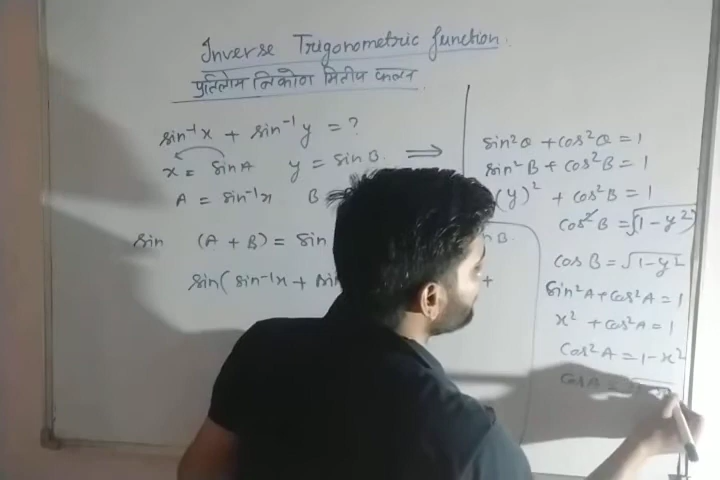 Inverse Trigonometric function.
प्रतिलोम त्रिकोण मितीय फलन
sin⁻¹x + sin⁻¹y = ?
x = sin A y = sin B. ⟹
A = sin⁻¹x B
sin (A + B) = sin
sin( sin⁻¹x + sin
+
sin²θ + cos²θ = 1
sin²B + cos²B = 1
(y)² + cos²B = 1
cos²B = √(1-y²)
cos B = √1-y²
sin²A + cos²A = 1
x² + cos²A = 1
cos²A = 1-x²